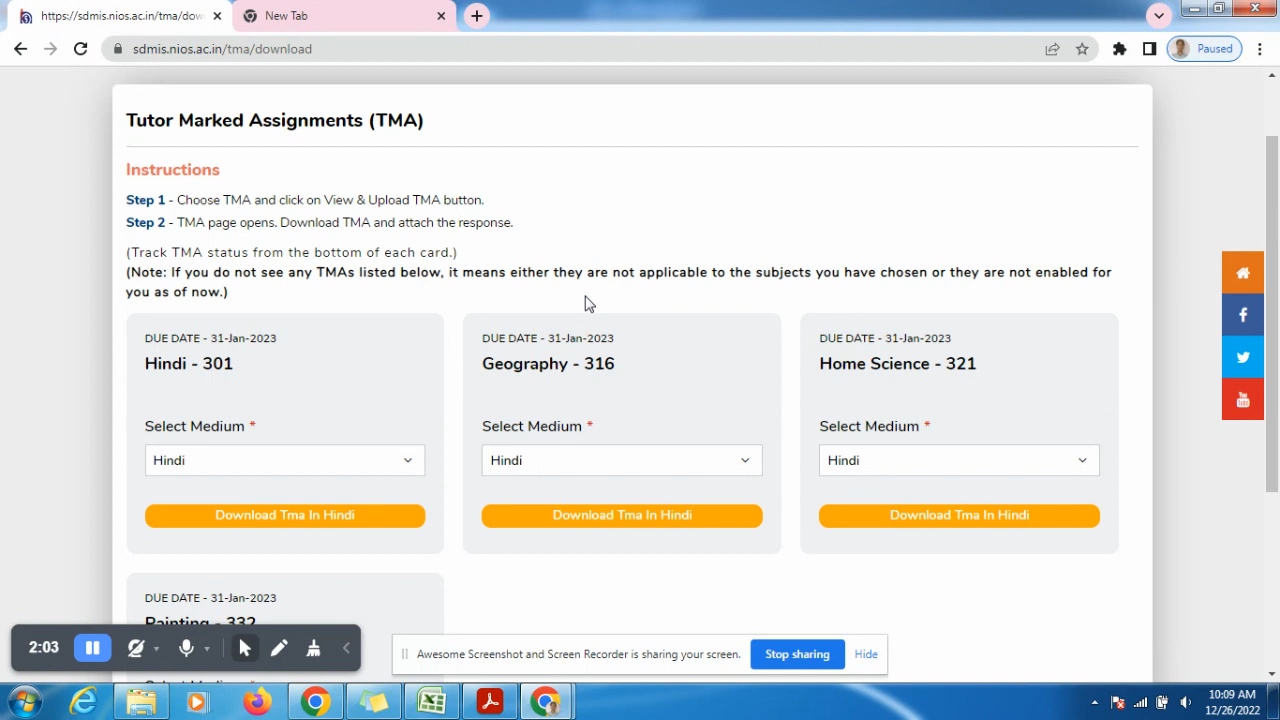 https://sdmis.nios.ac.in/tma/dow
New Tab
sdmis.nios.ac.in/tma/download
Paused
Tutor Marked Assignments (TMA)
Instructions
Step 1 - Choose TMA and click on View & Upload TMA button.
Step 2 - TMA page opens. Download TMA and attach the response.
(Track TMA status from the bottom of each card.)
(Note: If you do not see any TMAs listed below, it means either they are not applicable to the subjects you have chosen or they are not enabled for
you as of now.)
DUE DATE - 31-Jan-2023
Hindi - 301
Select Medium *
Hindi
Download Tma In Hindi
DUE DATE - 31-Jan-2023
Geography - 316
Select Medium *
Hindi
Download Tma In Hindi
DUE DATE - 31-Jan-2023
Home Science - 321
Select Medium *
Hindi
Download Tma In Hindi
DUE DATE - 31-Jan-2023
Painting - 332
Select Medium *
2:03
Awesome Screenshot and Screen Recorder is sharing your screen.
Stop sharing
Hide
10:09 AM
12/26/2022